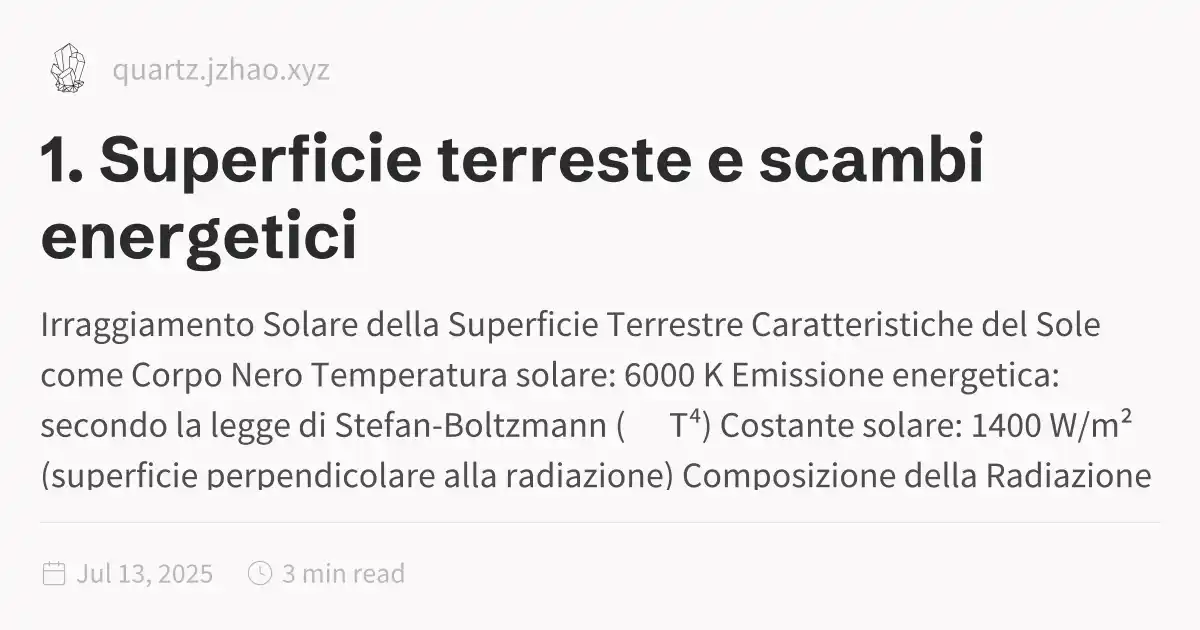 quartz.jzhao.xyz
1. Superficie terreste e scambi
energetici
Irraggiamento Solare della Superficie Terrestre Caratteristiche del Sole
come Corpo Nero Temperatura solare: 6000 K Emissione energetica:
secondo la legge di Stefan-Boltzmann ( T⁴) Costante solare: 1400 W/m²
(superficie perpendicolare alla radiazione) Composizione della Radiazione
Jul 13, 2025 3 min read